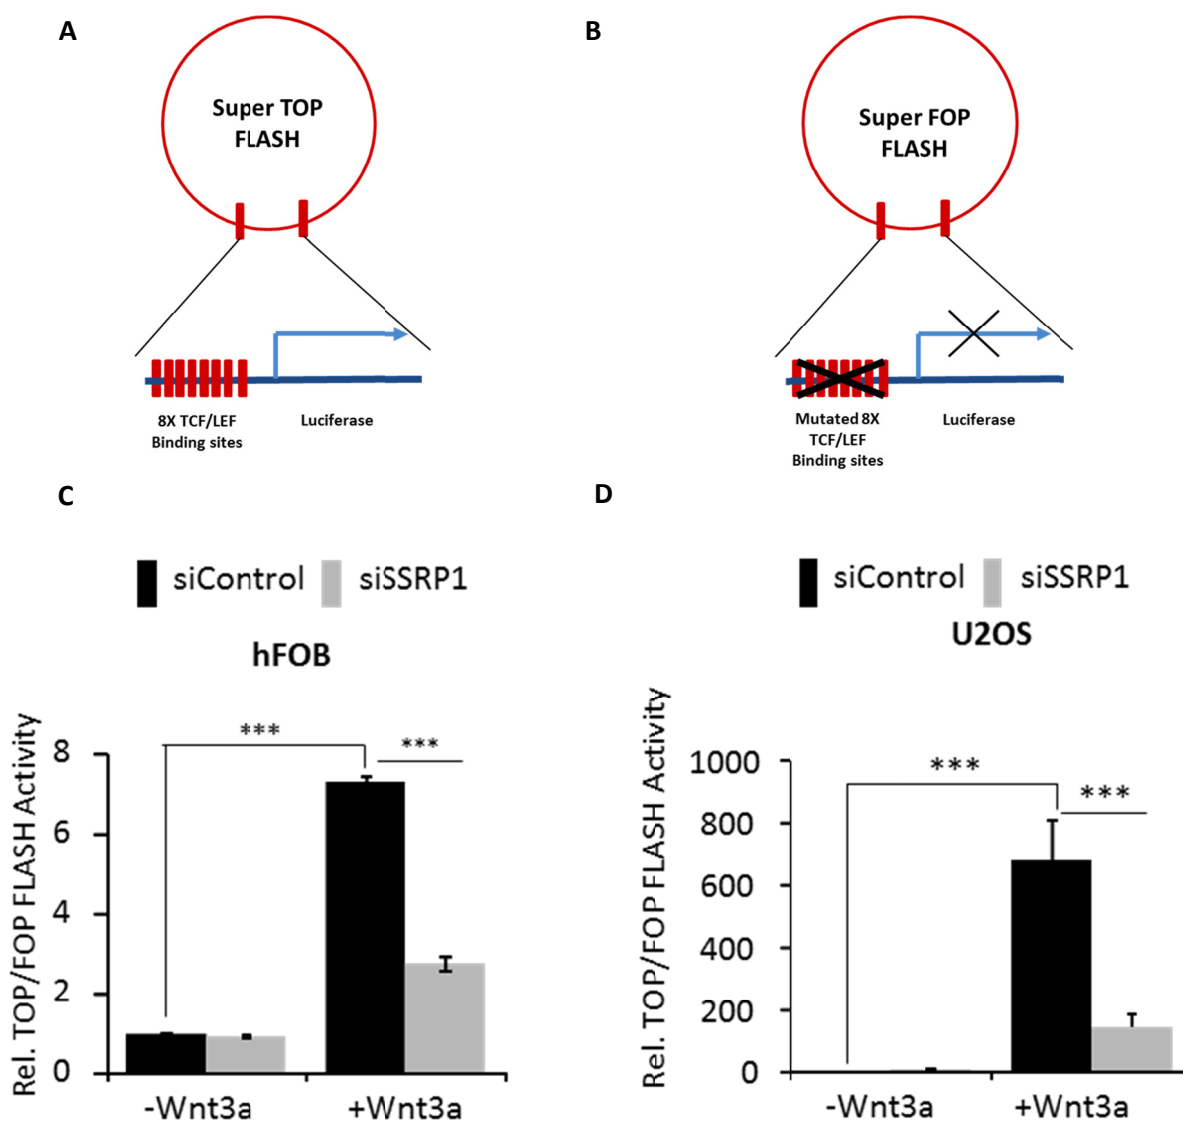 A
B
Super TOP
FLASH
Super FOP
FLASH
8X TCF/LEF
Binding sites
Luciferase
Mutated 8X
TCF/LEF
Binding sites
Luciferase
C
D
siControl
siSSRP1
hFOB
Rel. TOP/FOP FLASH Activity
8
6
4
2
0
***
***
-Wnt3a
+Wnt3a
siControl
siSSRP1
U2OS
Rel. TOP/FOP FLASH Activity
1000
800
600
400
200
0
***
***
-Wnt3a
+Wnt3a